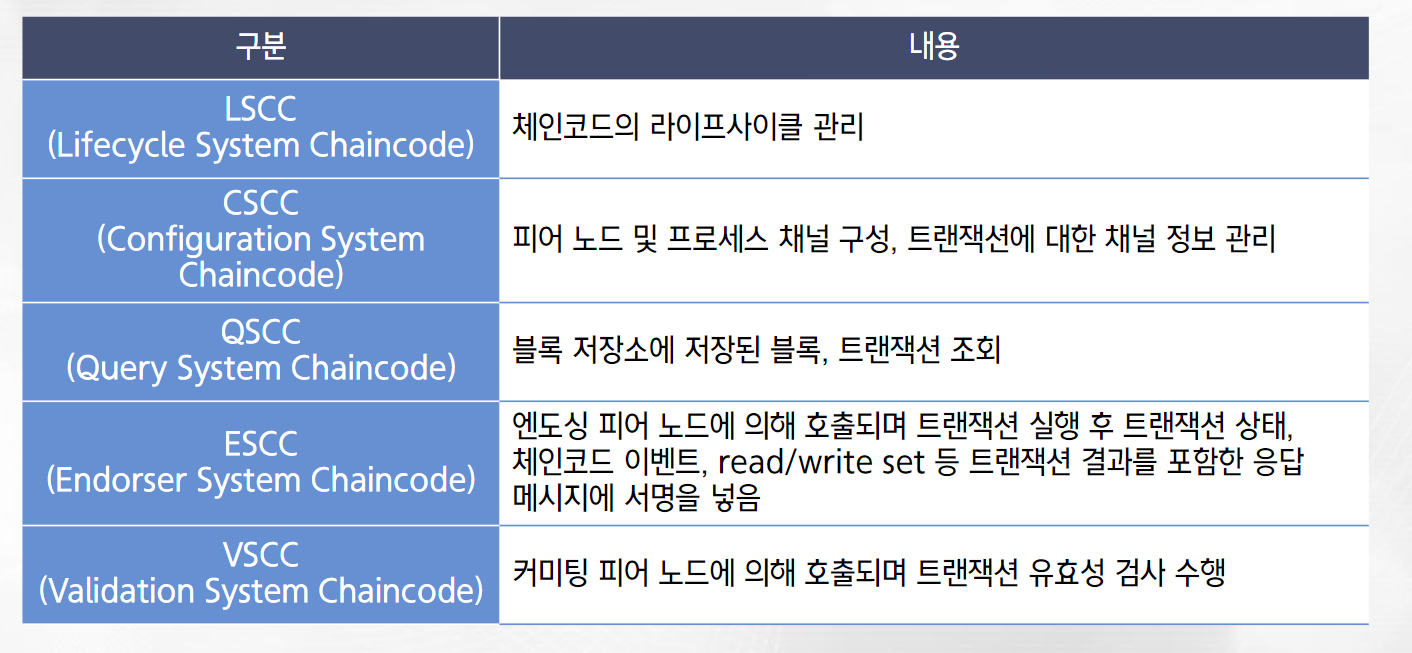 구분
내용
LSCC
(Lifecycle System Chaincode)
체인코드의 라이프사이클 관리
CSCC
(Configuration System
Chaincode)
피어 노드 및 프로세스 채널 구성, 트랜잭션에 대한 채널 정보 관리
QSCC
(Query System Chaincode)
블록 저장소에 저장된 블록, 트랜잭션 조회
ESCC
(Endorser System Chaincode)
엔도싱 피어 노드에 의해 호출되며 트랜잭션 실행 후 트랜잭션 상태,
체인코드 이벤트, read/write set 등 트랜잭션 결과를 포함한 응답
메시지에 서명을 넣음
VSCC
(Validation System Chaincode)
커미팅 피어 노드에 의해 호출되며 트랜잭션 유효성 검사 수행